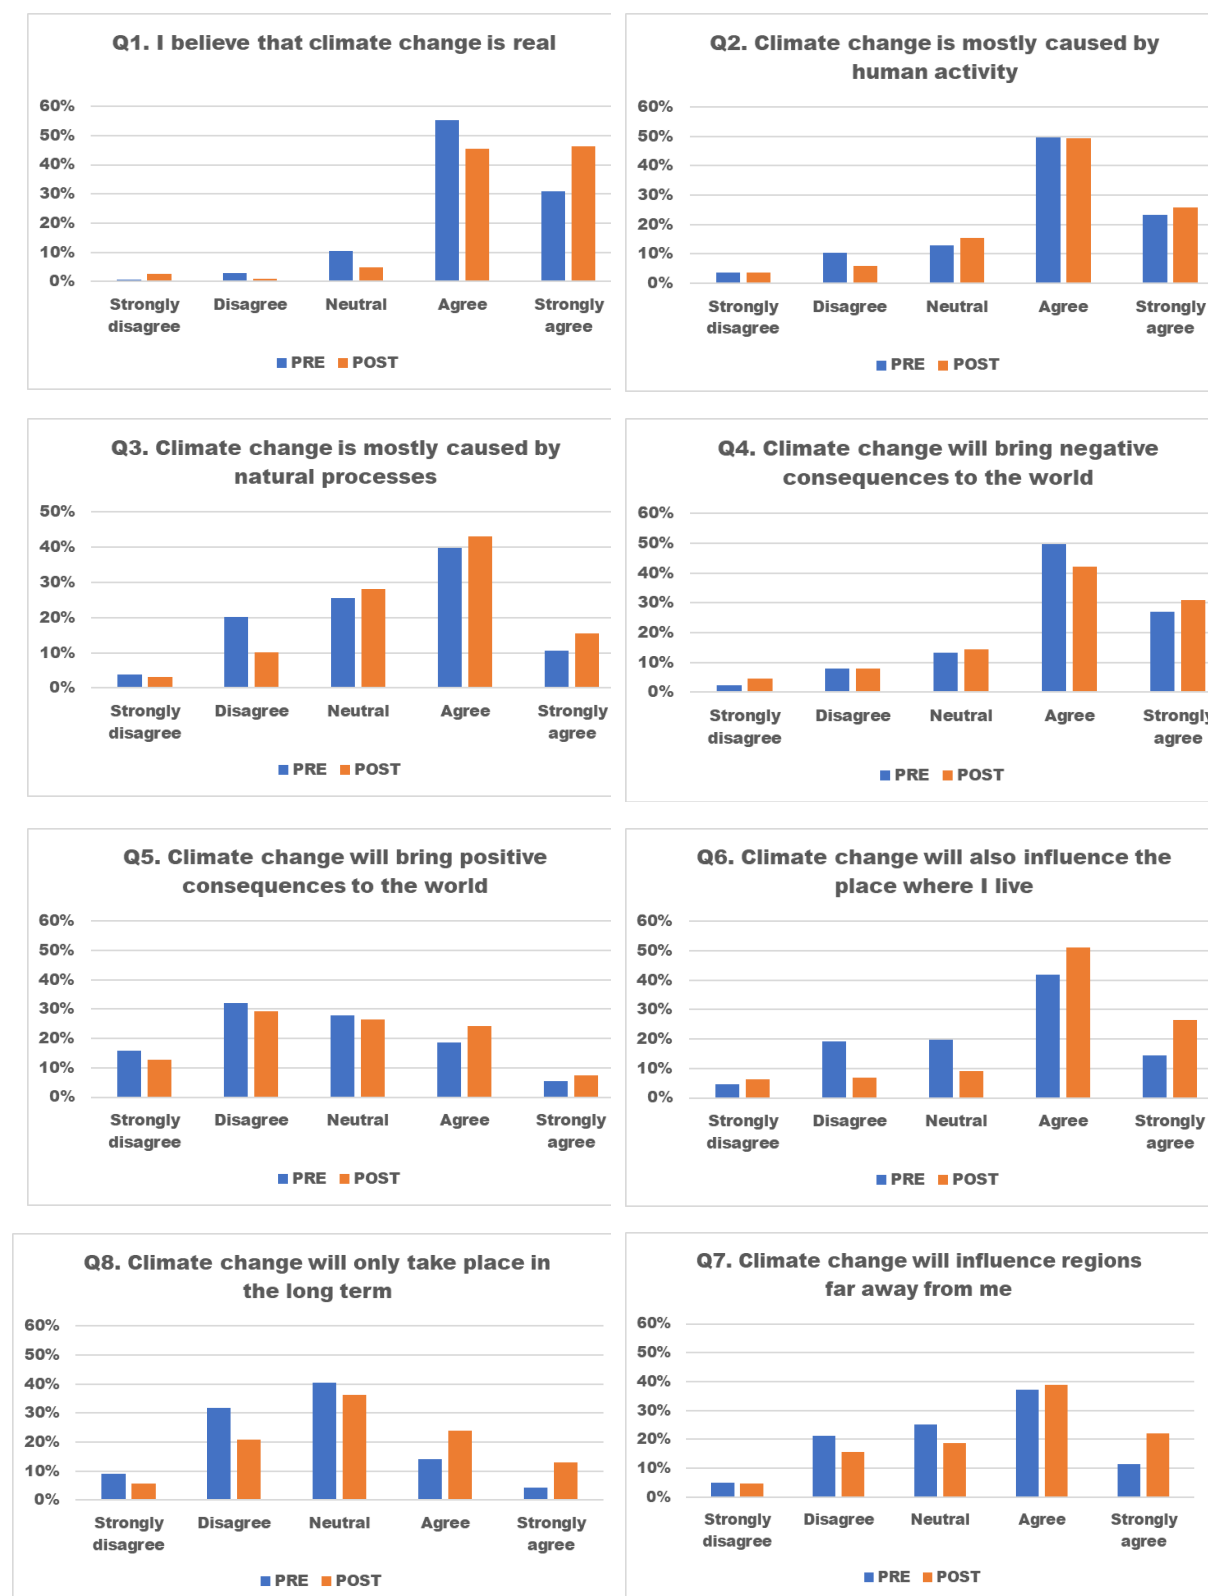 Q1. I believe that climate change is real
60%
50%
40%
30%
20%
10%
0%
Strongly disagree Disagree Neutral Agree Strongly agree
PRE POST
Q2. Climate change is mostly caused by
human activity
60%
50%
40%
30%
20%
10%
0%
Strongly disagree Disagree Neutral Agree Strongly agree
PRE POST
Q3. Climate change is mostly caused by
natural processes
50%
40%
30%
20%
10%
0%
Strongly disagree Disagree Neutral Agree Strongly agree
PRE POST
Q4. Climate change will bring negative
consequences to the world
60%
50%
40%
30%
20%
10%
0%
Strongly disagree Disagree Neutral Agree Strongly agree
PRE POST
Q5. Climate change will bring positive
consequences to the world
60%
50%
40%
30%
20%
10%
0%
Strongly disagree Disagree Neutral Agree Strongly agree
PRE POST
Q6. Climate change will also influence the
place where I live
60%
50%
40%
30%
20%
10%
0%
Strongly disagree Disagree Neutral Agree Strongly agree
PRE POST
Q8. Climate change will only take place in
the long term
60%
50%
40%
30%
20%
10%
0%
Strongly disagree Disagree Neutral Agree Strongly agree
PRE POST
Q7. Climate change will influence regions
far away from me
60%
50%
40%
30%
20%
10%
0%
Strongly disagree Disagree Neutral Agree Strongly agree
PRE POST